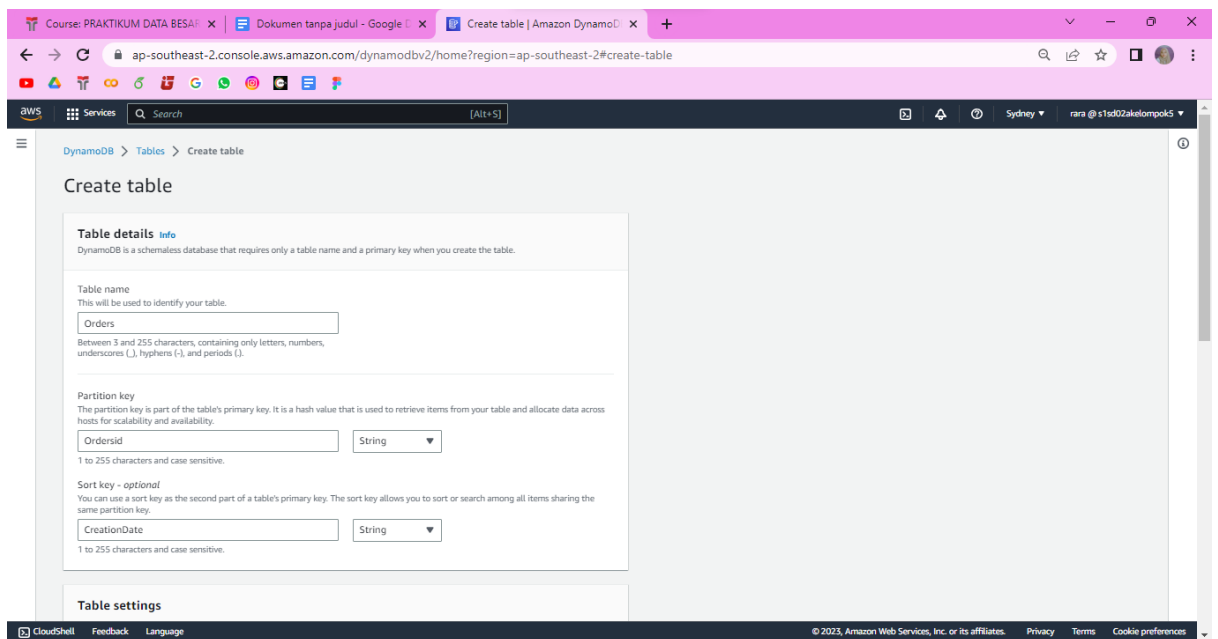 Course: PRAKTIKUM DATA BESAR
Dokumen tanpa judul - Google D
Create table | Amazon DynamoD
ap-southeast-2.console.aws.amazon.com/dynamodbv2/home?region=ap-southeast-2#create-table
aws
Services
Search
[Alt+S]
Sydney
rara @ s1sd02akelompok5
DynamoDB
Tables
Create table
Create table
Table details Info
DynamoDB is a schemaless database that requires only a table name and a primary key when you create the table.
Table name
This will be used to identify your table.
Orders
Between 3 and 255 characters, containing only letters, numbers,
underscores (_), hyphens (-), and periods (.).
Partition key
The partition key is part of the table's primary key. It is a hash value that is used to retrieve items from your table and allocate data across
hosts for scalability and availability.
Ordersid
String
1 to 255 characters and case sensitive.
Sort key - optional
You can use a sort key as the second part of a table's primary key. The sort key allows you to sort or search among all items sharing the
same partition key.
CreationDate
String
1 to 255 characters and case sensitive.
Table settings
CloudShell
Feedback
Language
© 2023, Amazon Web Services, Inc. or its affiliates.
Privacy
Terms
Cookie preferences